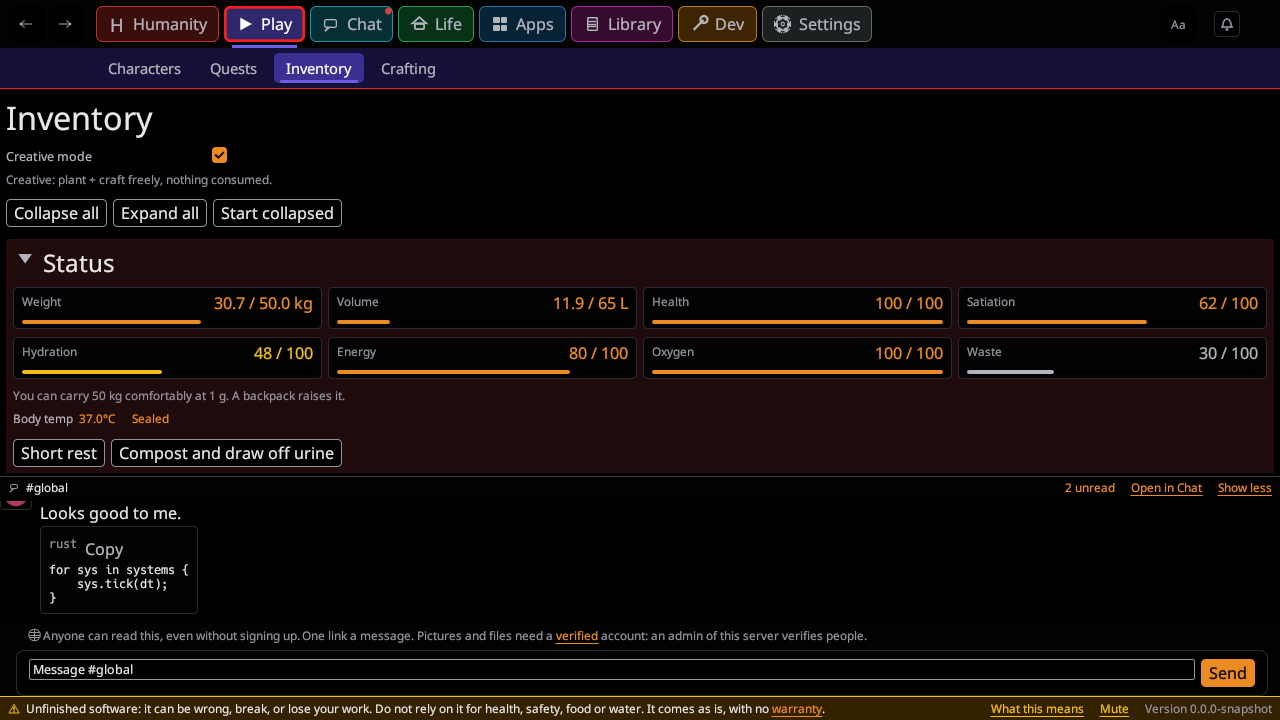 Humanity
Play
Chat
Life
Apps
Library
Dev
Settings
Aa
Characters
Quests
Inventory
Crafting
Inventory
Creative mode
Creative: plant + craft freely, nothing consumed.
Collapse all
Expand all
Start collapsed
Status
Weight 30.7 / 50.0 kg
Volume 11.9 / 65 L
Health 100 / 100
Satiation 62 / 100
Hydration 48 / 100
Energy 80 / 100
Oxygen 100 / 100
Waste 30 / 100
You can carry 50 kg comfortably at 1 g. A backpack raises it.
Body temp 37.0°C Sealed
Short rest
Compost and draw off urine
#global
2 unread
Open in Chat
Show less
Looks good to me.
rust Copy
for sys in systems {
    sys.tick(dt);
}
Anyone can read this, even without signing up. One link a message. Pictures and files need a verified account: an admin of this server verifies people.
Message #global
Send
⚠ Unfinished software: it can be wrong, break, or lose your work. Do not rely on it for health, safety, food or water. It comes as is, with no warranty.
What this means
Mute
Version 0.0.0-snapshot